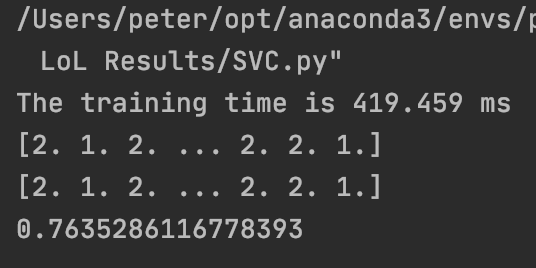 /Users/peter/opt/anaconda3/envs/
LoL Results/SVC.py"
The training time is 419.459 ms
[2. 1. 2. ... 2. 2. 1.]
[2. 1. 2. ... 2. 2. 1.]
0.7635286116778393